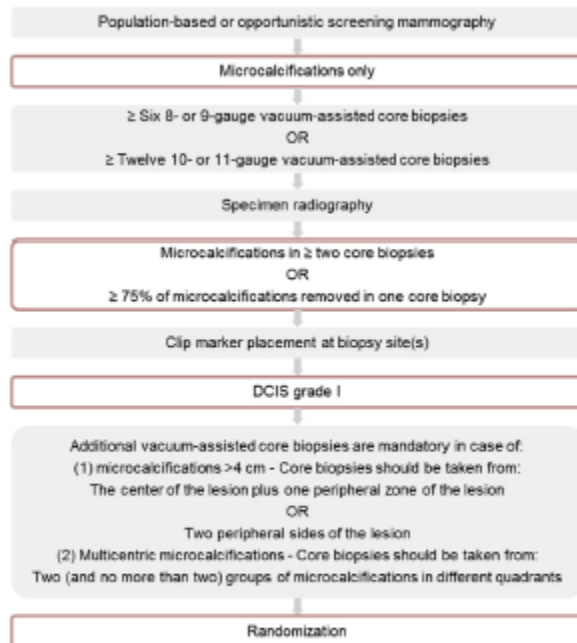 Population-based or opportunistic screening mammography
Microcalcifications only
≥ Six 8- or 9-gauge vacuum-assisted core biopsies
OR
≥ Twelve 10- or 11-gauge vacuum-assisted core biopsies
Specimen radiography
Microcalcifications in ≥ two core biopsies
OR
≥ 75% of microcalcifications removed in one core biopsy
Clip marker placement at biopsy site(s)
DCIS grade I
Additional vacuum-assisted core biopsies are mandatory in case of:
(1) microcalcifications >4 cm - Core biopsies should be taken from:
The center of the lesion plus one peripheral zone of the lesion
OR
Two peripheral sides of the lesion
(2) Multicentric microcalcifications - Core biopsies should be taken from:
Two (and no more than two) groups of microcalcifications in different quadrants
Randomization